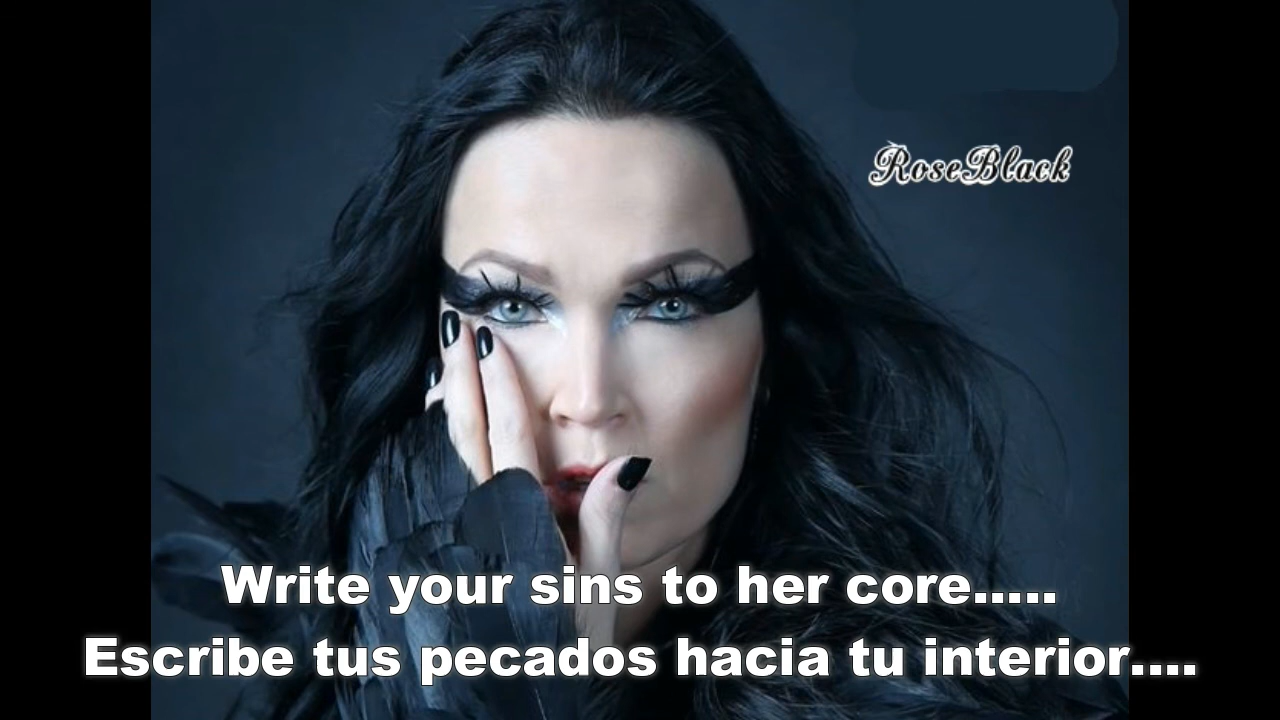 RoseBlack
Write your sins to her core.....
Escribe tus pecados hacia tu interior....